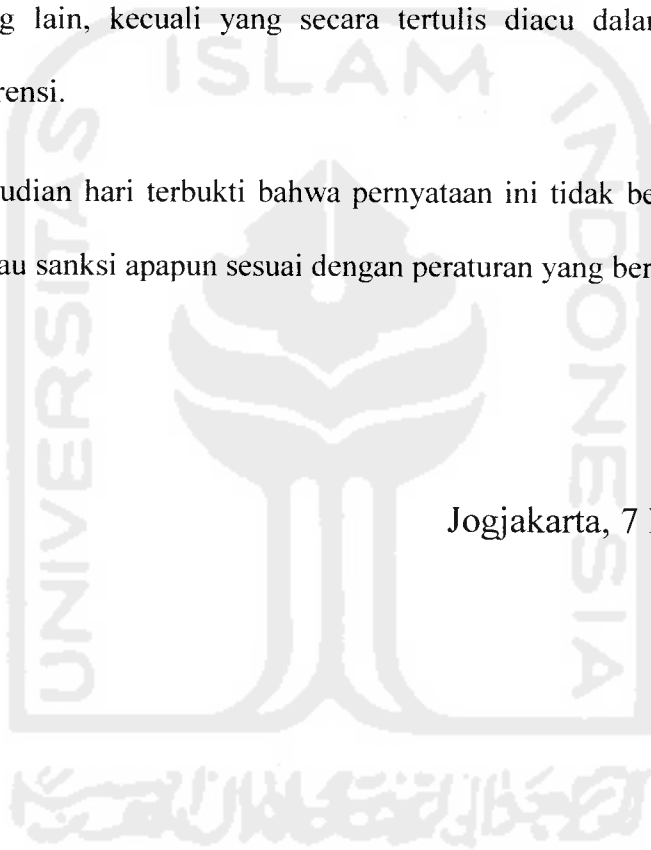 g lain, kecuali yang secara tertulis diacu dalan
rensi.
udian hari terbukti bahwa pernyataan ini tidak be
au sanksi apapun sesuai dengan peraturan yang ber
Jogjakarta, 7
UNIVERSITAS
ISLAM
INDONESIA